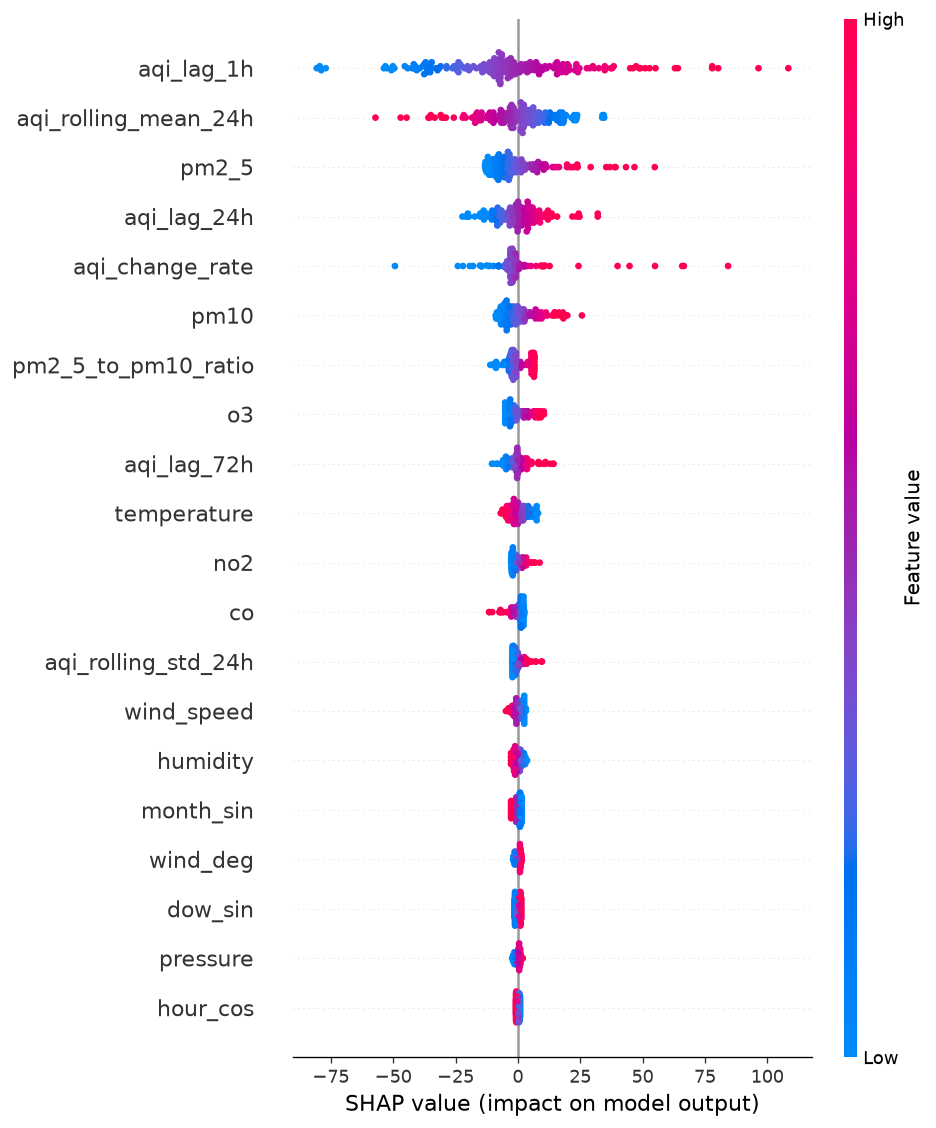 High
aqi_lag_1h
aqi_rolling_mean_24h
pm2_5
aqi_lag_24h
aqi_change_rate
pm10
pm2_5_to_pm10_ratio
o3
aqi_lag_72h
temperature
no2
co
aqi_rolling_std_24h
wind_speed
humidity
month_sin
wind_deg
dow_sin
pressure
hour_cos
Feature value
Low
−75 −50 −25 0 25 50 75 100
SHAP value (impact on model output)